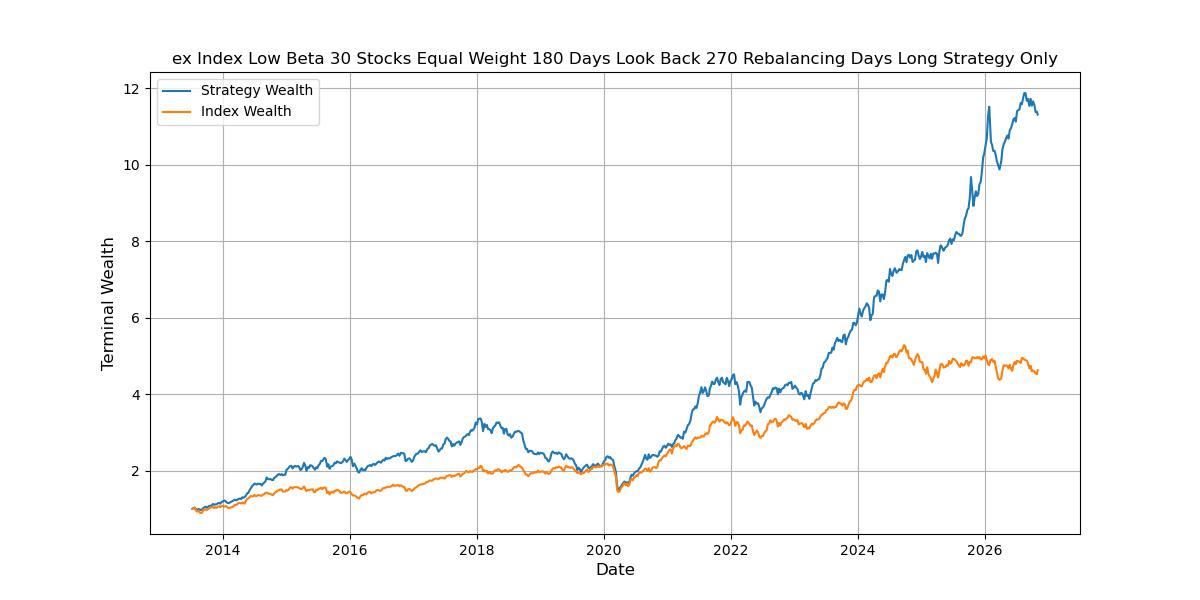 ex Index Low Beta 30 Stocks Equal Weight 180 Days Look Back 270 Rebalancing Days Long Strategy Only
Strategy Wealth
Index Wealth
12
10
8
6
4
2
Terminal Wealth
2014 2016 2018 2020 2022 2024 2026
Date